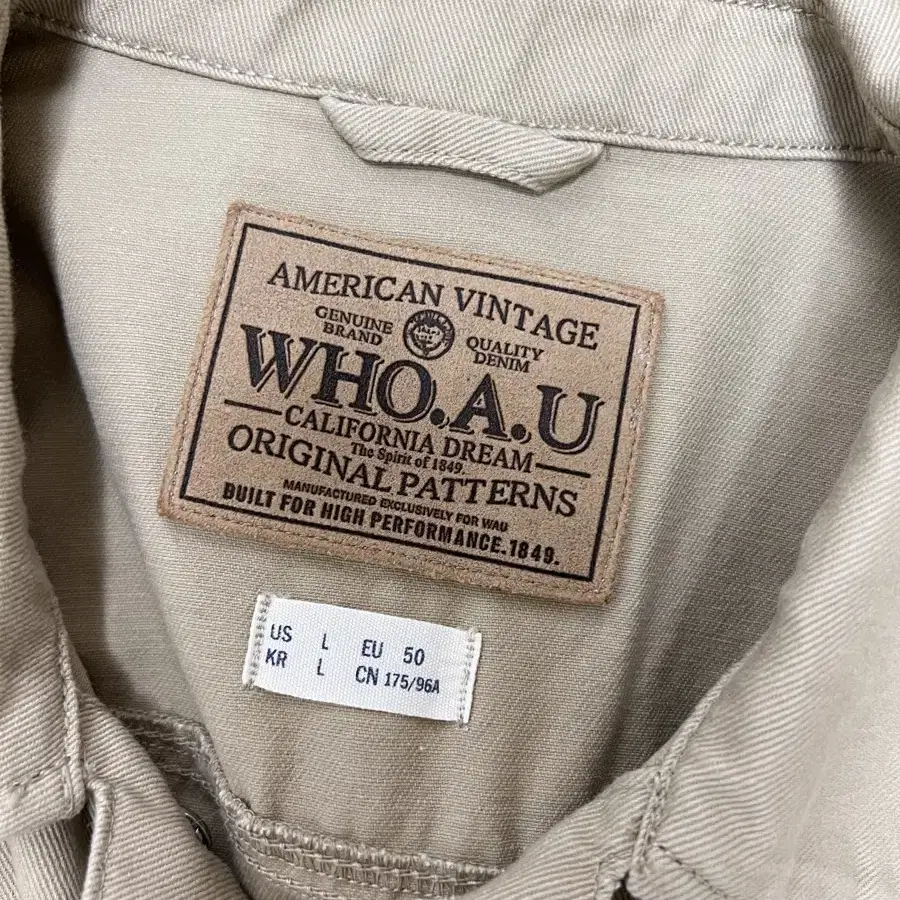 AMERICAN VINTAGE
GENUINE BRAND
QUALITY DENIM
WHO.A.U
CALIFORNIA DREAM
The Spirit of 1849.
ORIGINAL PATTERNS
MANUFACTURED EXCLUSIVELY FOR WAU
BUILT FOR HIGH PERFORMANCE.1849.
US L EU 50
KR L CN 175/96A